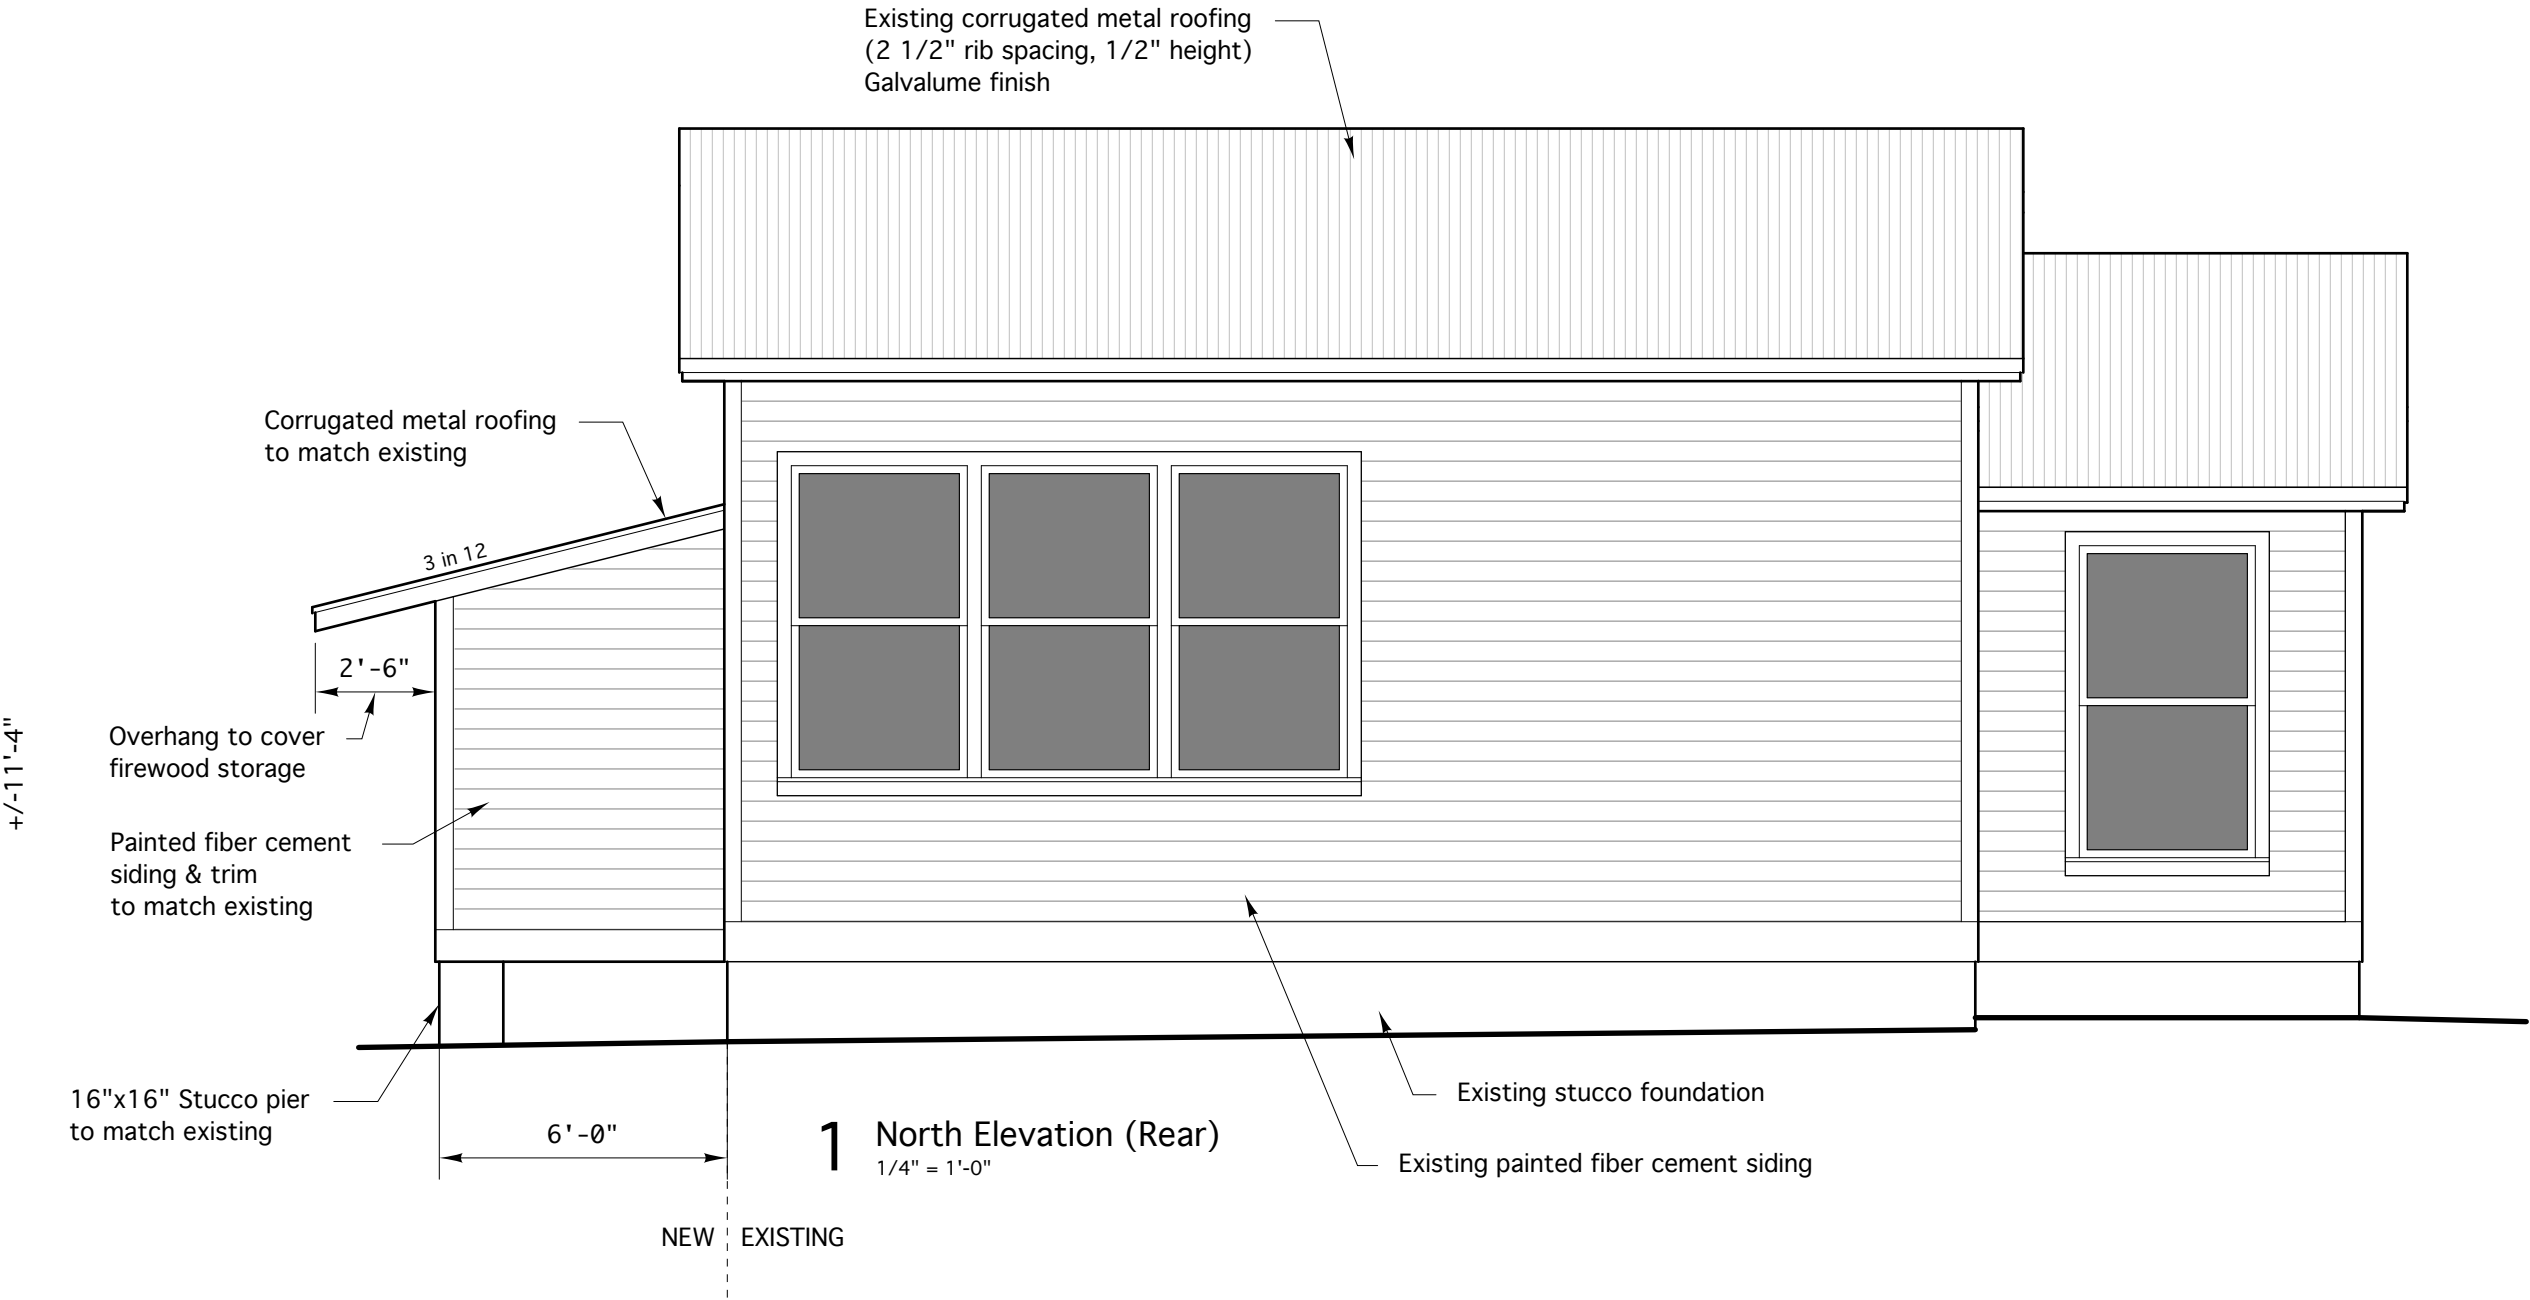 Existing corrugated metal roofing
(2 1/2" rib spacing, 1/2" height)
Galvalume finish
Corrugated metal roofing
to match existing
3 in 12
2'-6"
+/-11'-4"
Overhang to cover
firewood storage
Painted fiber cement
siding & trim
to match existing
16"x16" Stucco pier
to match existing
6'-0"
1 North Elevation (Rear)
1/4" = 1'-0"
Existing stucco foundation
Existing painted fiber cement siding
NEW EXISTING